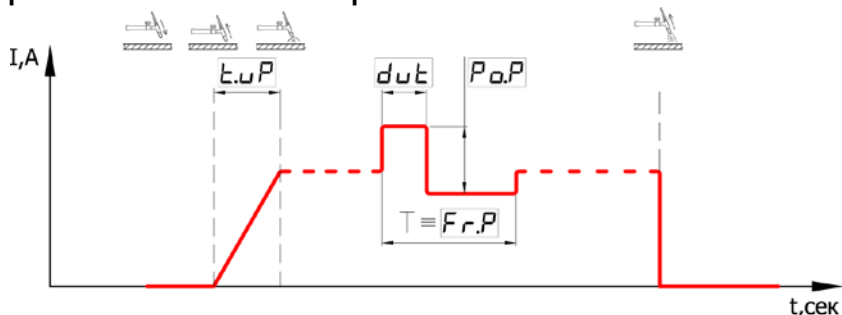 I,A
t.uP
dut
Po.P
T ≡ Fr.P
t,сек